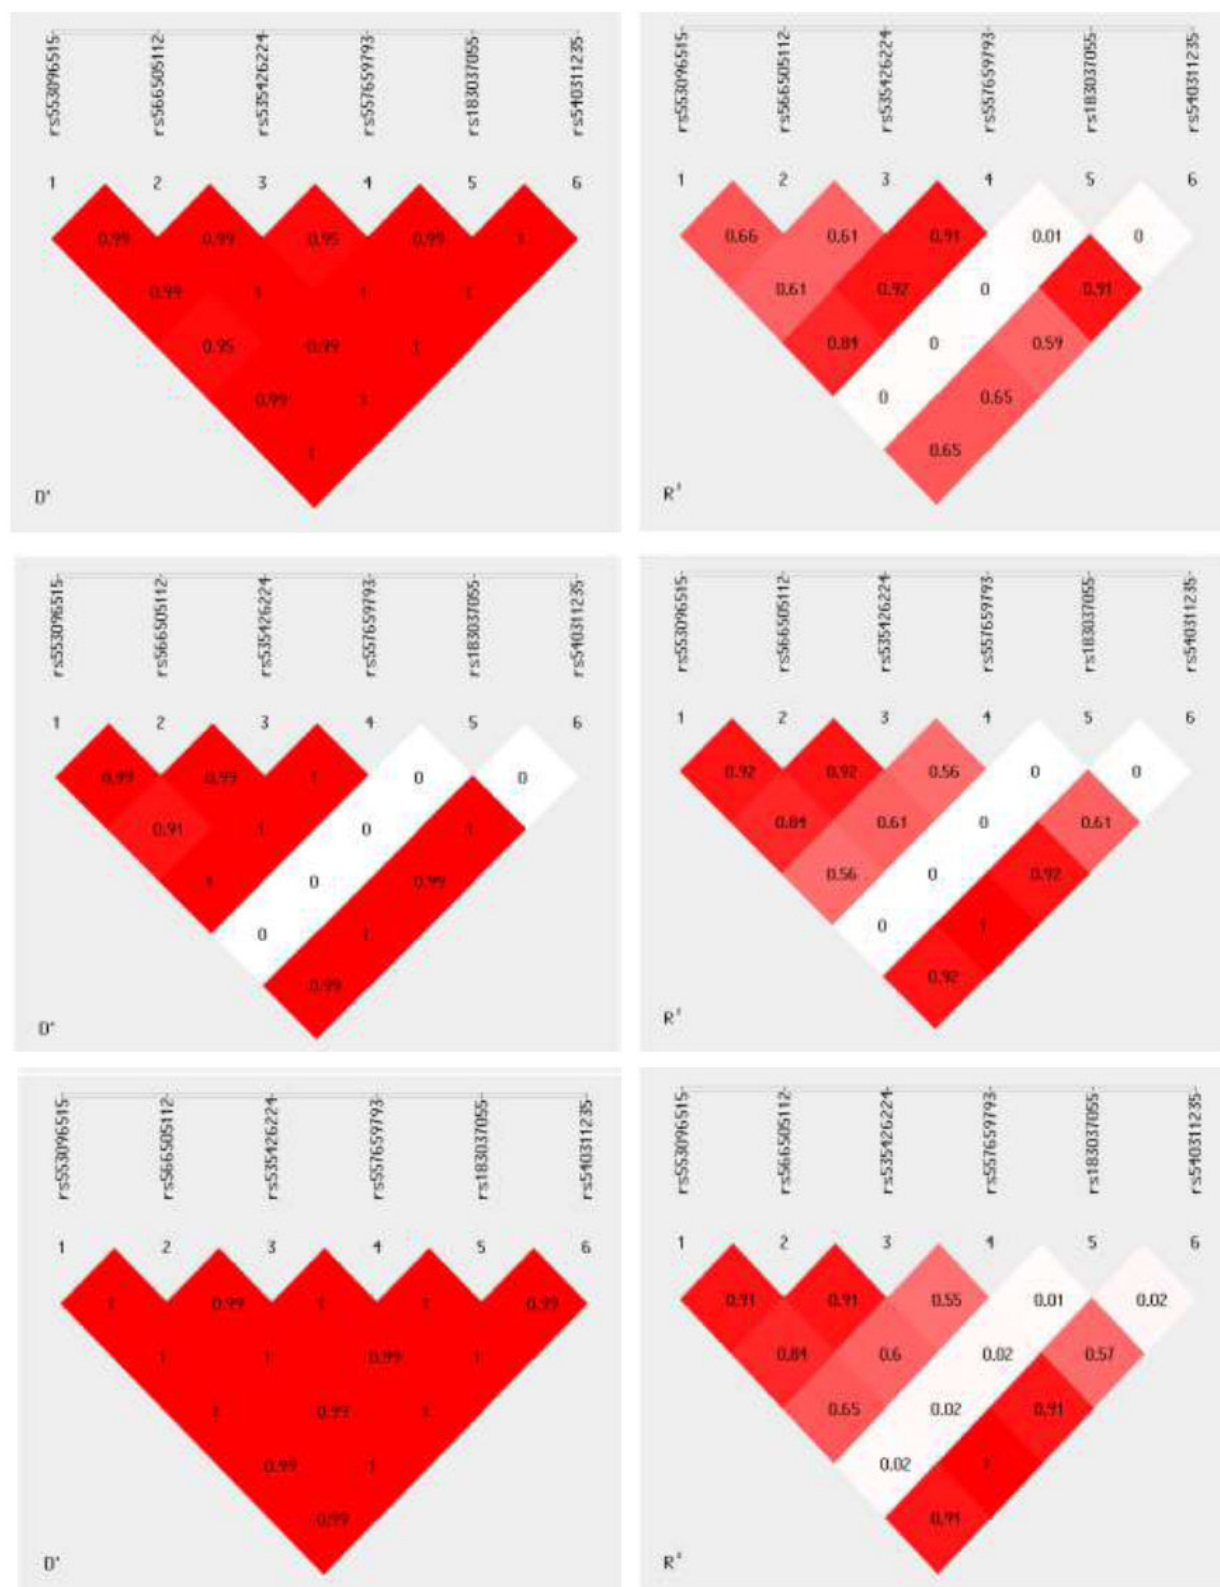 rs553096515
rs566505112
rs535426224
rs557659793
rs183037055
rs540311235
1 2 3 4 5 6
0.99 0.99 0.95 0.99 1
0.99 1 1 1
0.95 0.99 1
0.99 1
1
D'
rs553096515
rs566505112
rs535426224
rs557659793
rs183037055
rs540311235
1 2 3 4 5 6
0.66 0.61 0.91 0.01 0
0.61 0.92 0 0.91
0.84 0 0.59
0 0.65
0.65
R²
rs553096515
rs566505112
rs535426224
rs557659793
rs183037055
rs540311235
1 2 3 4 5 6
0.99 0.99 1 0 0
0.91 1 0 1
1 0 0.99
0 1
0.99
D'
rs553096515
rs566505112
rs535426224
rs557659793
rs183037055
rs540311235
1 2 3 4 5 6
0.92 0.92 0.56 0 0
0.84 0.61 0 0.61
0.56 0 0.92
0 1
0.92
R²
rs553096515
rs566505112
rs535426224
rs557659793
rs183037055
rs540311235
1 2 3 4 5 6
1 0.99 1 1 0.99
1 1 0.99 1
1 0.99 1
0.99 1
0.99
D'
rs553096515
rs566505112
rs535426224
rs557659793
rs183037055
rs540311235
1 2 3 4 5 6
0.91 0.91 0.55 0.01 0.02
0.84 0.6 0.02 0.57
0.65 0.02 0.91
0.02 1
0.91
R²